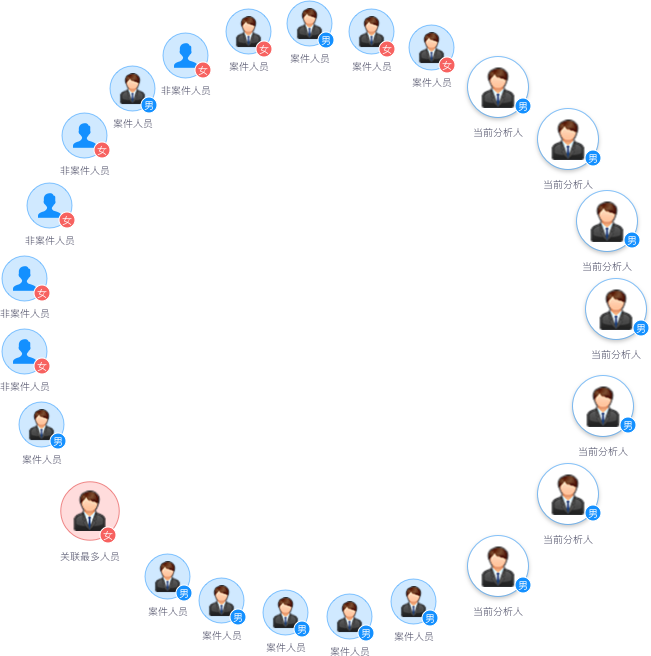 男
案件人员
女
案件人员
女
案件人员
女
案件人员
女
非案件人员
男
案件人员
男
当前分析人
女
非案件人员
男
当前分析人
女
非案件人员
男
当前分析人
女
非案件人员
男
当前分析人
女
非案件人员
男
当前分析人
男
案件人员
男
当前分析人
女
关联最多人员
男
当前分析人
男
案件人员
男
案件人员
男
案件人员
男
案件人员
男
案件人员